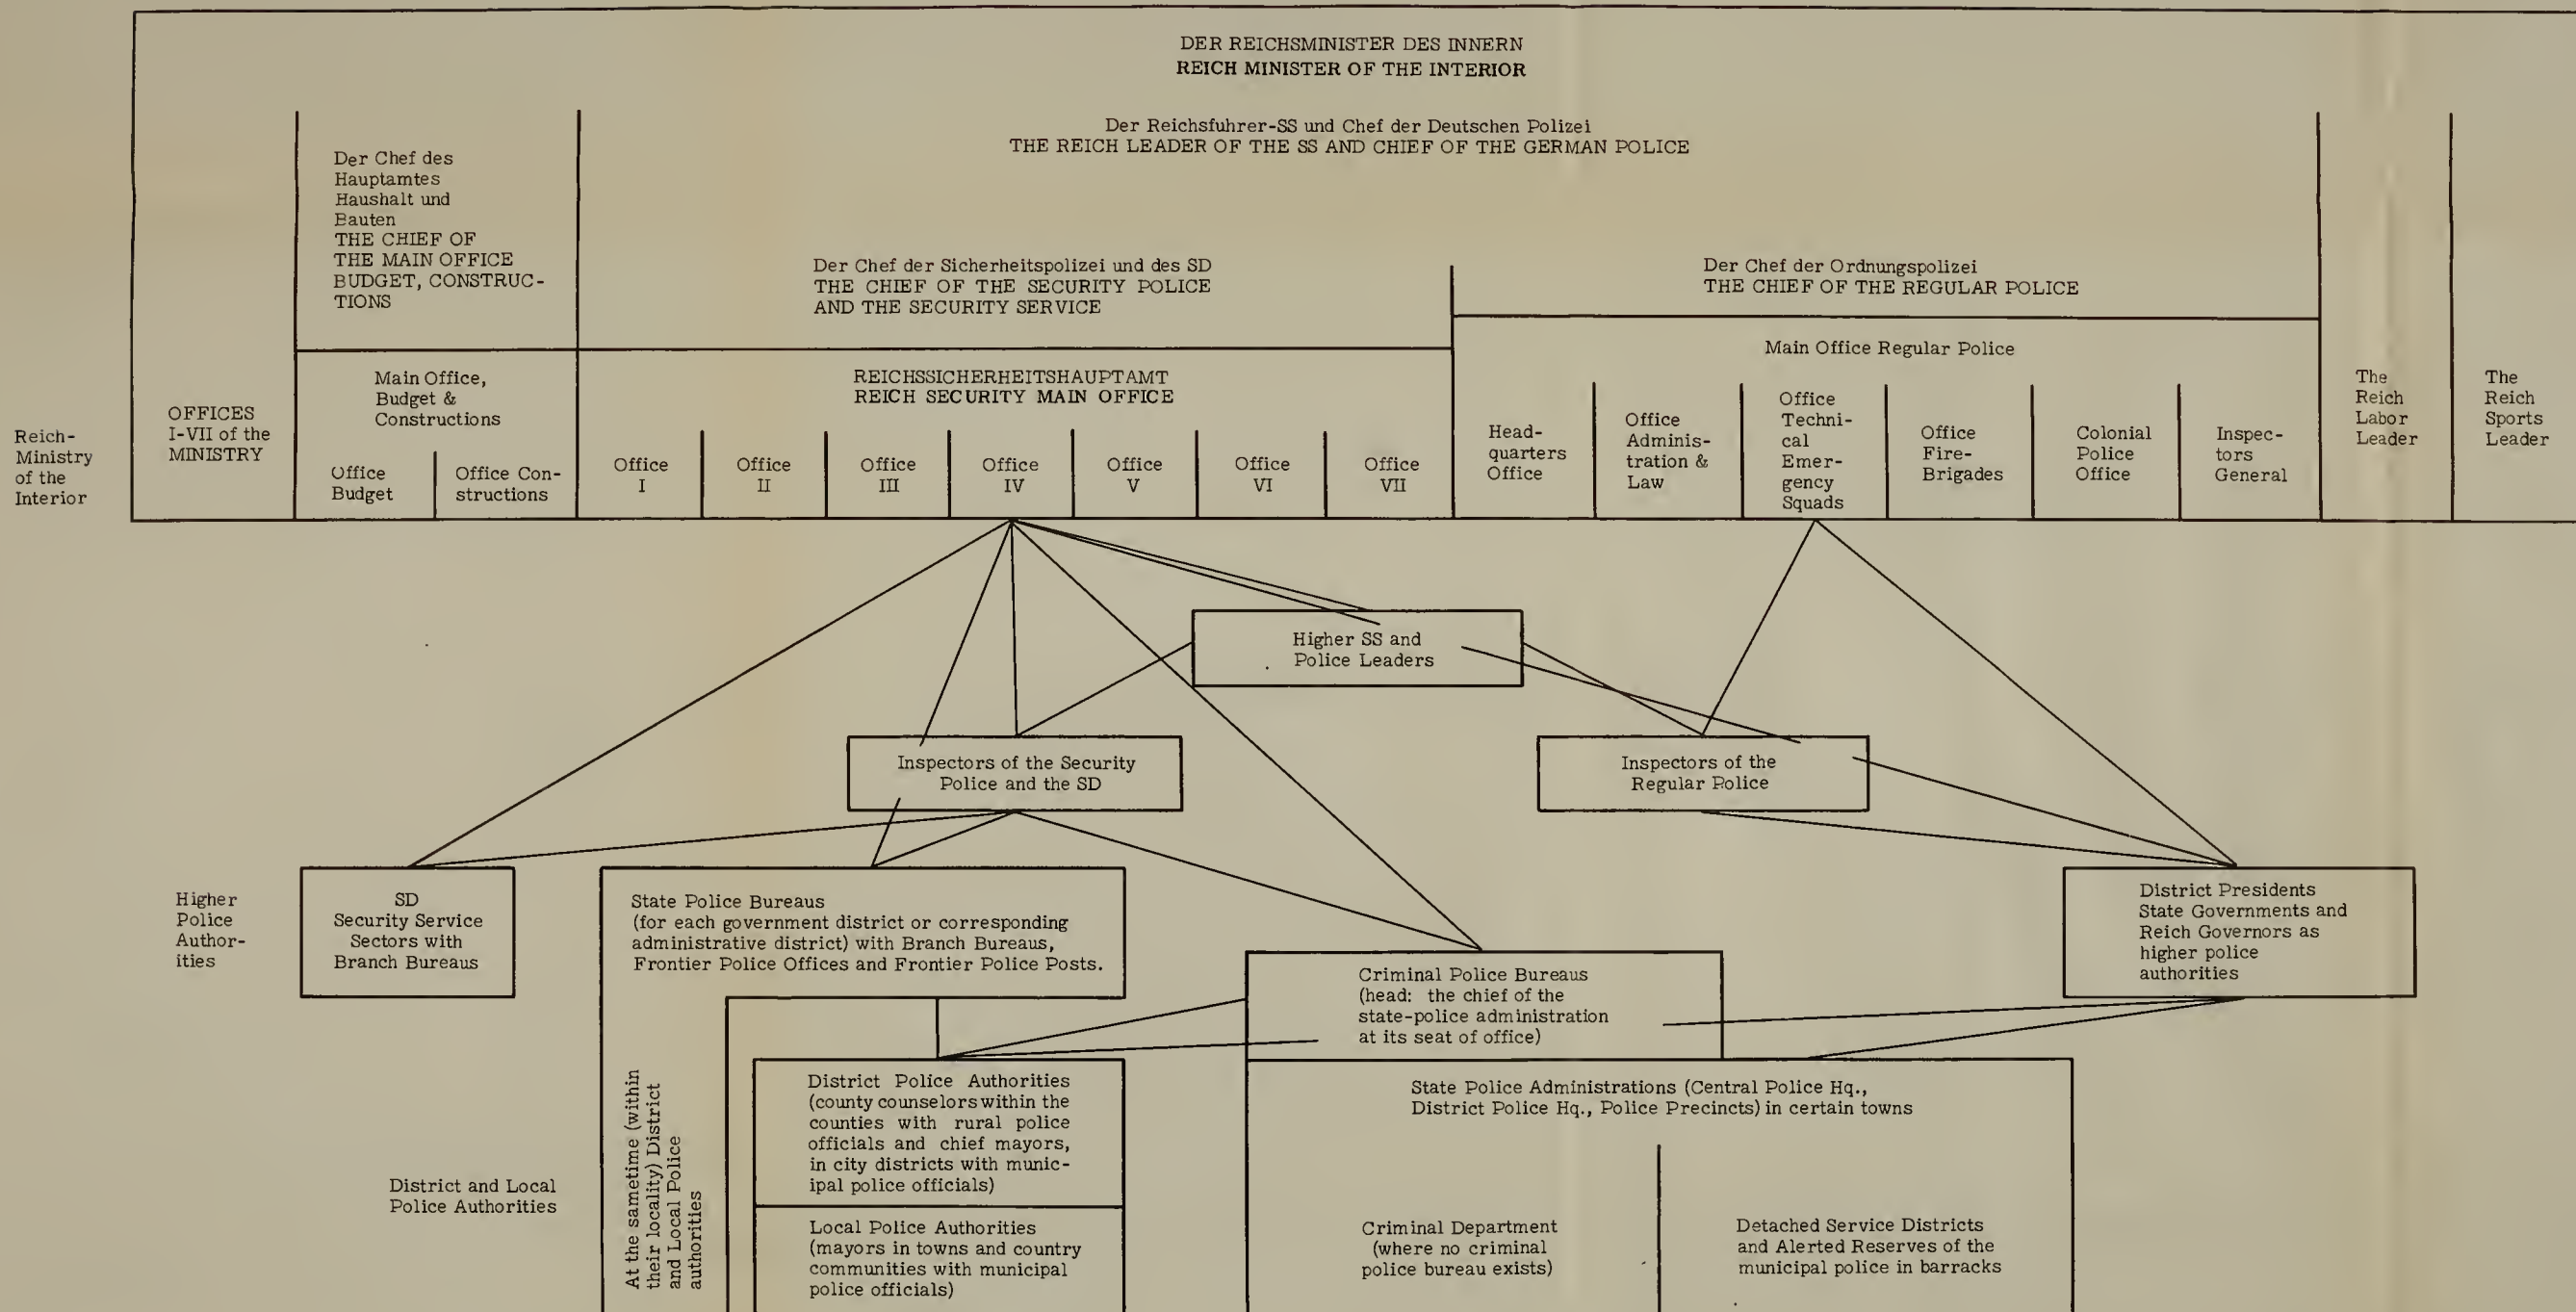 DER REICHSMINISTER DES INNERN
REICH MINISTER OF THE INTERIOR
Der Reichsfuhrer-SS und Chef der Deutschen Polizei
THE REICH LEADER OF THE SS AND CHIEF OF THE GERMAN POLICE
Der Chef des
Hauptamtes
Haushalt und
Bauten
THE CHIEF OF
THE MAIN OFFICE
BUDGET, CONSTRUC-
TIONS
Der Chef der Sicherheitspolizei und des SD
THE CHIEF OF THE SECURITY POLICE
AND THE SECURITY SERVICE
Der Chef der Ordnungspolizei
THE CHIEF OF THE REGULAR POLICE
Reich-
Ministry
of the
Interior
OFFICES
I-VII of the
MINISTRY
Main Office,
Budget &
Constructions
Office
Budget
Office Con-
structions
REICHSSICHERHEITSHAUPTAMT
REICH SECURITY MAIN OFFICE
Office
I
Office
II
Office
III
Office
IV
Office
V
Office
VI
Office
VII
Main Office Regular Police
Head-
quarters
Office
Office
Adminis-
tration &
Law
Office
Techni-
cal
Emer-
gency
Squads
Office
Fire-
Brigades
Colonial
Police
Office
Inspec-
tors
General
The
Reich
Labor
Leader
The
Reich
Sports
Leader
Higher SS and
Police Leaders
Inspectors of the Security
Police and the SD
Inspectors of the
Regular Police
Higher
Police
Author-
ities
SD
Security Service
Sectors with
Branch Bureaus
State Police Bureaus
(for each government district or corresponding
administrative district) with Branch Bureaus,
Frontier Police Offices and Frontier Police Posts.
Criminal Police Bureaus
(head: the chief of the
state-police administration
at its seat of office)
District Presidents
State Governments and
Reich Governors as
higher police
authorities
District and Local
Police Authorities
At the sametime (within
their locality) District
and Local Police
authorities
District Police Authorities
(county counselors within the
counties with rural police
officials and chief mayors,
in city districts with munic-
ipal police officials)
Local Police Authorities
(mayors in towns and country
communities with municipal
police officials)
State Police Administrations (Central Police Hq.,
District Police Hq., Police Precincts) in certain towns
Criminal Department
(where no criminal
police bureau exists)
Detached Service Districts
and Alerted Reserves of the
municipal police in barracks